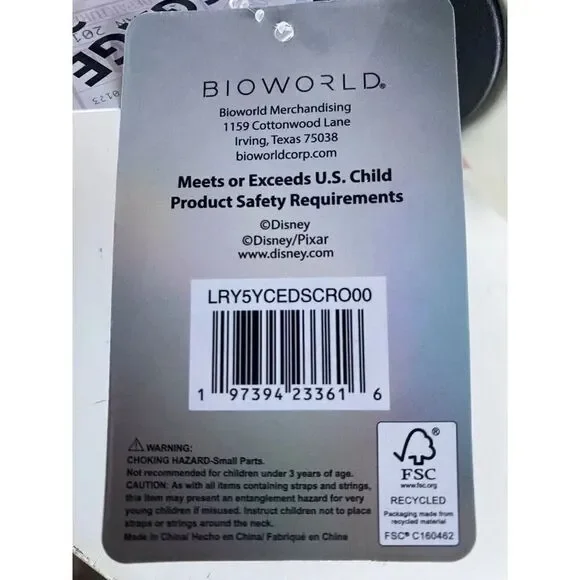 2012
20123
BIOWORLD®
Bioworld Merchandising
1159 Cottonwood Lane
Irving, Texas 75038
bioworldcorp.com
Meets or Exceeds U.S. Child
Product Safety Requirements
©Disney
©Disney/Pixar
www.disney.com
LRY5YCEDSCRO00
1 97394 23361 6
⚠ WARNING:
CHOKING HAZARD-Small Parts.
Not recommended for children under 3 years of age.
CAUTION: As with all items containing straps and strings,
this item may present an entanglement hazard for very
young children if misused. Instruct children not to place
straps or strings around the neck.
Made in China/ Hecho en China/ Fabriqué en China
®
FSC
www.fsc.org
RECYCLED
Packaging made from
recycled material
FSC® C160462